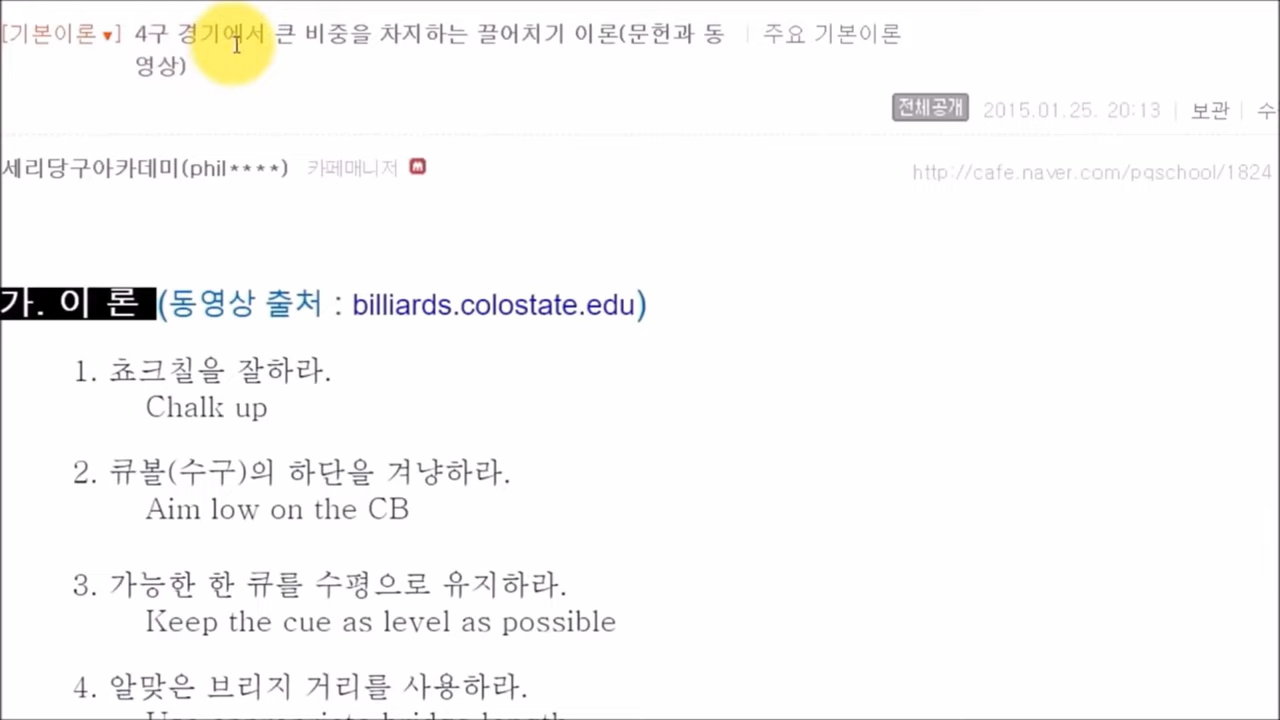 [기본이론▼] 4구 경기에서 큰 비중을 차지하는 끌어치기 이론(문헌과 동영상) | 주요 기본이론
전체공개 2015.01.25. 20:13 | 보관 | 수
세리당구아카데미(phil****) 카페매니저
http://cafe.naver.com/pqschool/1824
가. 이 론 (동영상 출처 : billiards.colostate.edu)
1. 쵸크칠을 잘하라.
Chalk up
2. 큐볼(수구)의 하단을 겨냥하라.
Aim low on the CB
3. 가능한 한 큐를 수평으로 유지하라.
Keep the cue as level as possible
4. 알맞은 브리지 거리를 사용하라.
Use appropriate bridge length